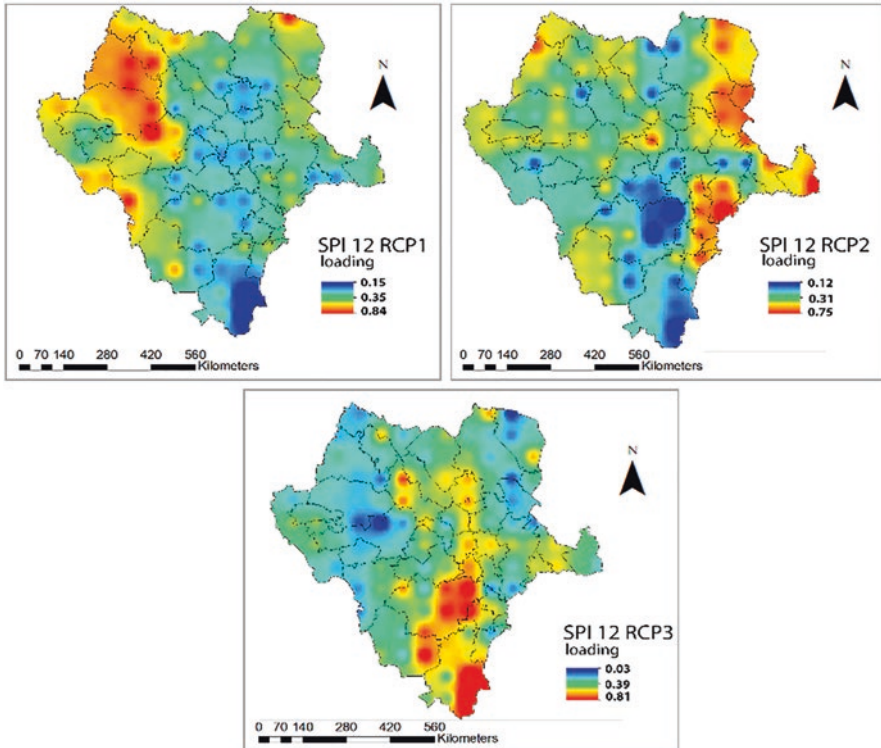 N
SPI 12 RCP1
loading
0.15
0.35
0.84
0 70 140 280 420 560
Kilometers
N
SPI 12 RCP2
loading
0.12
0.31
0.75
0 70 140 280 420 560
Kilometers
N
SPI 12 RCP3
loading
0.03
0.39
0.81
0 70 140 280 420 560
Kilometers